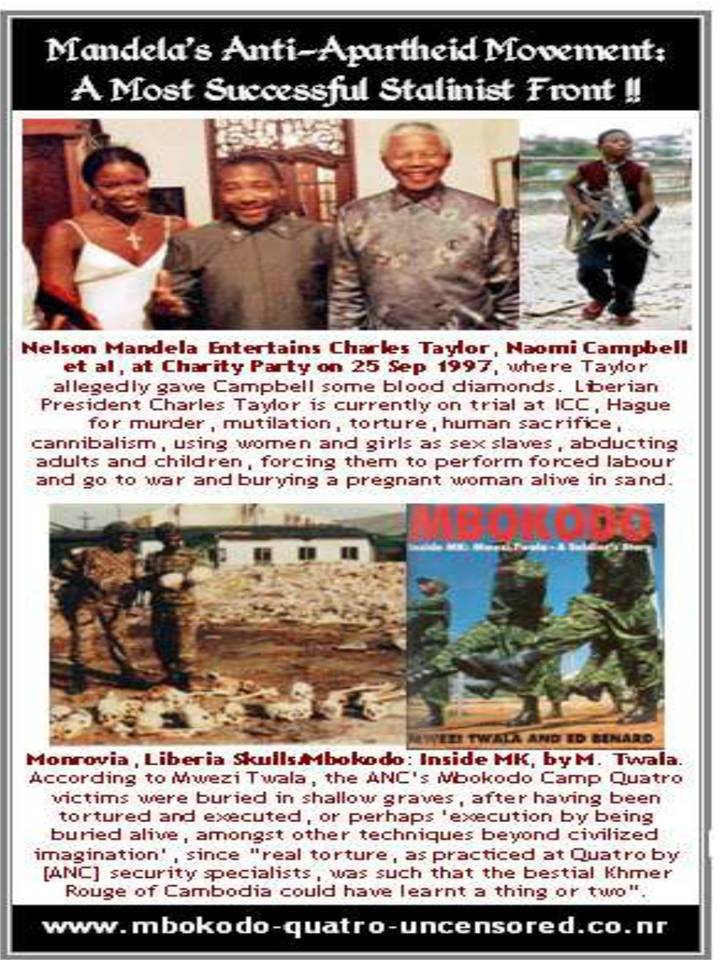 Mandela's Anti-Apartheid Movement:
A Most Successful Stalinist Front !!
Nelson Mandela Entertains Charles Taylor, Naomi Campbell
et al, at Charity Party on 25 Sep 1997, where Taylor
allegedly gave Campbell some blood diamonds. Liberian
President Charles Taylor is currently on trial at ICC, Hague
for murder, mutilation, torture, human sacrifice,
cannibalism, using women and girls as sex slaves, abducting
adults and children, forcing them to perform forced labour
and go to war and burying a pregnant woman alive in sand.
MBOKODO
Inside MK: Mwezi Twala - A Soldier's Story
MWEZI TWALA AND ED BENARD
Monrovia, Liberia Skulls/Mbokodo: Inside MK, by M. Twala.
According to Mwezi Twala, the ANC's Mbokodo Camp Quatro
victims were buried in shallow graves, after having been
tortured and executed, or perhaps 'execution by being
buried alive, amongst other techniques beyond civilized
imagination', since "real torture, as practiced at Quatro by
[ANC] security specialists, was such that the bestial Khmer
Rouge of Cambodia could have learnt a thing or two".
www.mbokodo-quatro-uncensored.co.nr